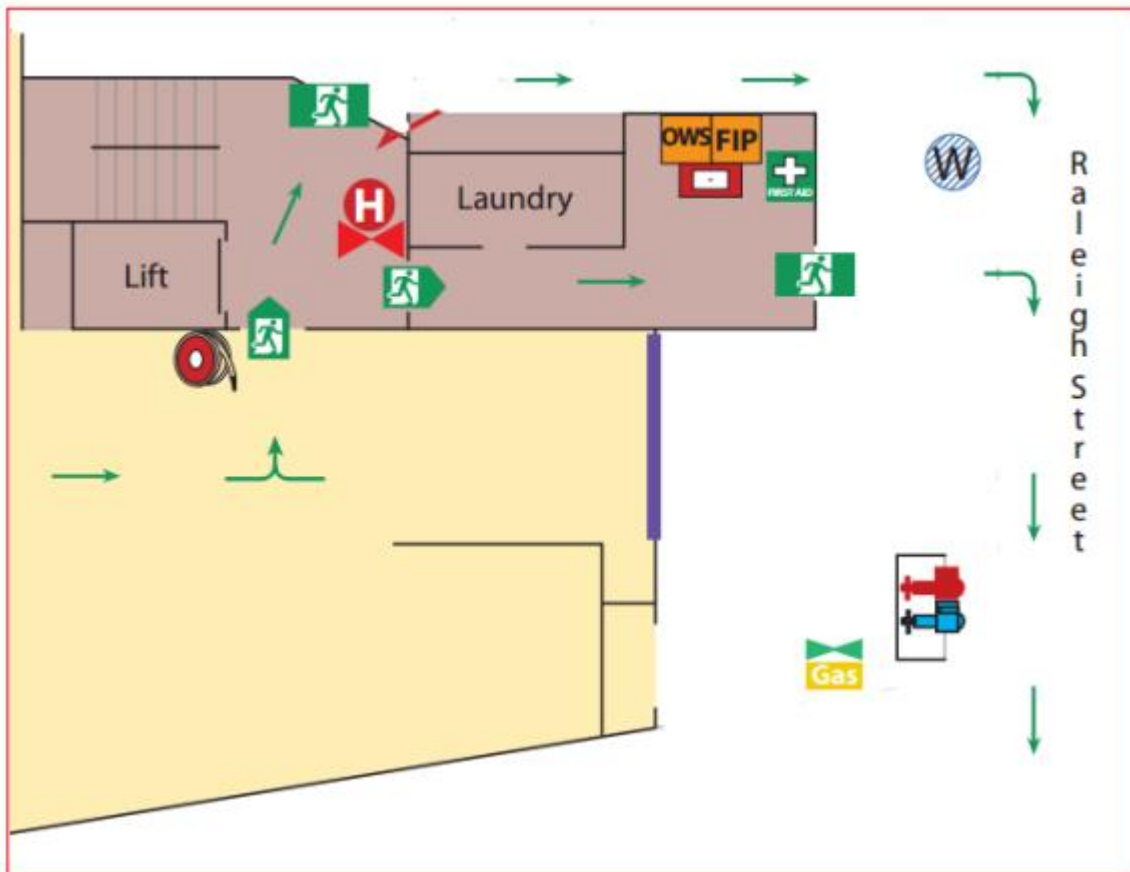 OWS FIP
FIRST AID
W
Raleigh Street
H
Laundry
Lift
Gas